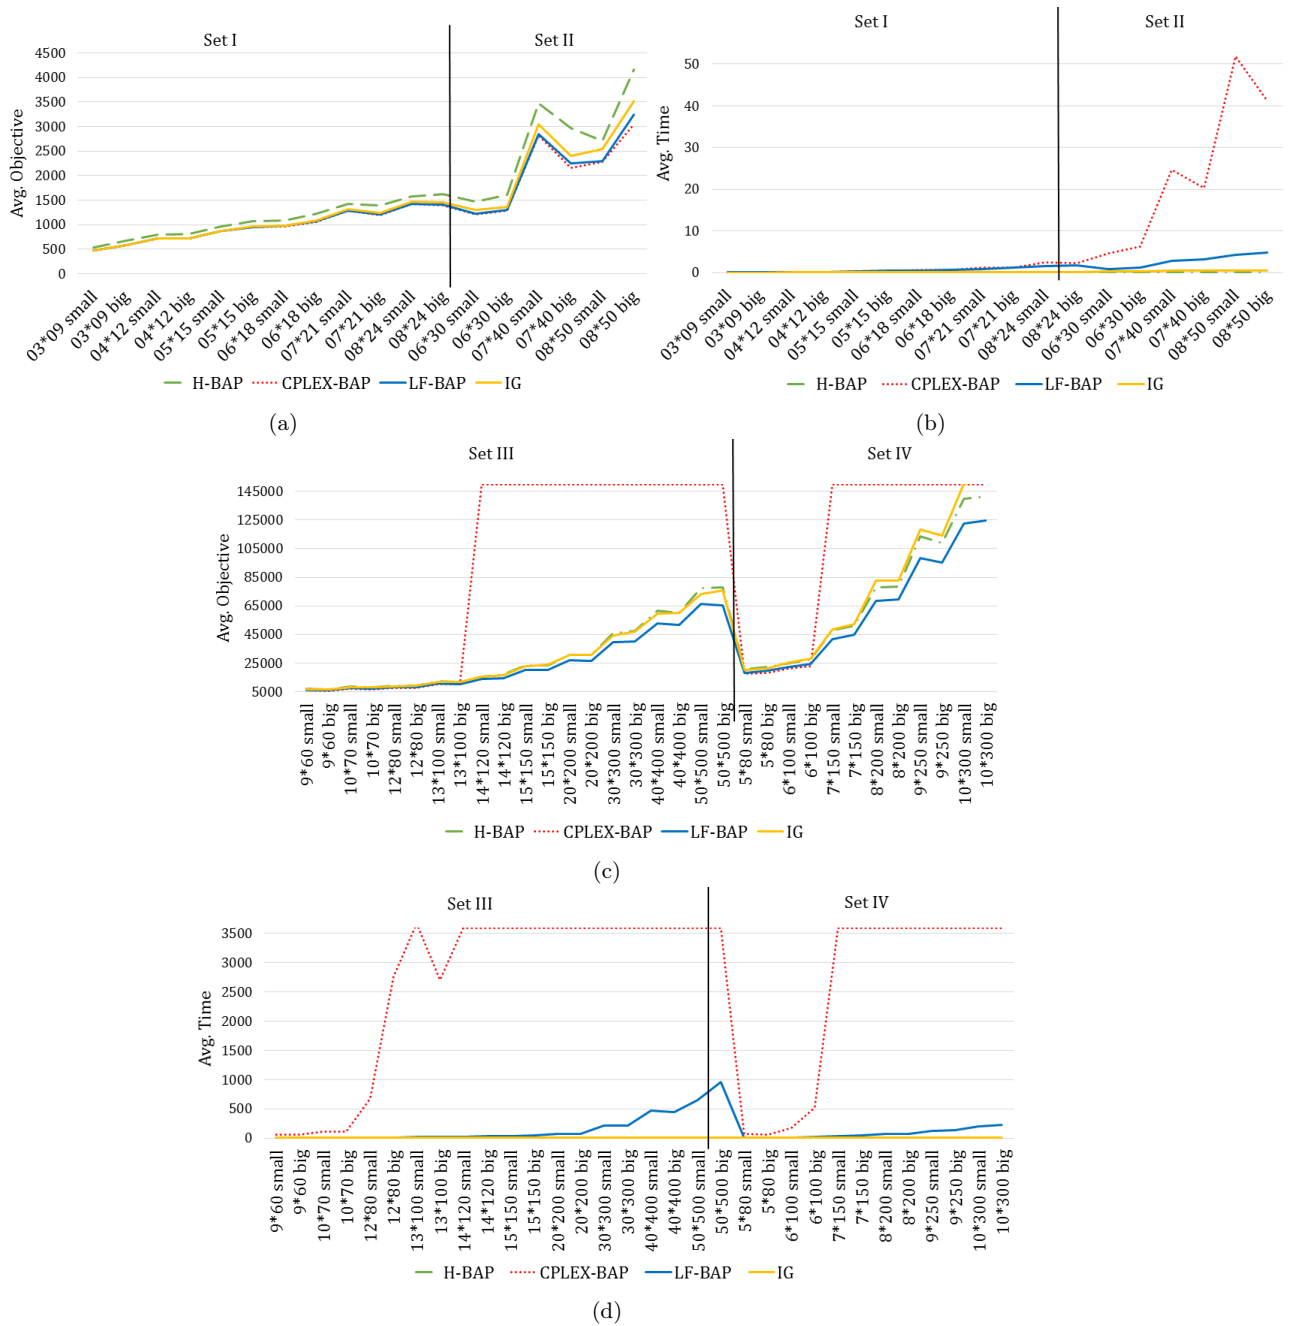 Set I
Set II
4500
4000
3500
3000
2500
2000
1500
1000
500
0
Avg. Objective
03*09 small
03*09 big
04*12 small
04*12 big
05*15 small
05*15 big
06*18 small
06*18 big
07*21 small
07*21 big
08*24 small
08*24 big
06*30 small
06*30 big
07*40 small
07*40 big
08*50 small
08*50 big
H-BAP CPLEX-BAP LF-BAP IG
(a)
Set I
Set II
50
40
30
20
10
0
Avg. Time
03*09 small
03*09 big
04*12 small
04*12 big
05*15 small
05*15 big
06*18 small
06*18 big
07*21 small
07*21 big
08*24 small
08*24 big
06*30 small
06*30 big
07*40 small
07*40 big
08*50 small
08*50 big
H-BAP CPLEX-BAP LF-BAP IG
(b)
Set III
Set IV
145000
125000
105000
85000
65000
45000
25000
5000
Avg. Objective
9*60 small
9*60 big
10*70 small
10*70 big
12*80 small
12*80 big
13*100 small
13*100 big
14*120 small
14*120 big
15*150 small
15*150 big
20*200 small
20*200 big
30*300 small
30*300 big
40*400 small
40*400 big
50*500 small
50*500 big
5*80 small
5*80 big
6*100 small
6*100 big
7*150 small
7*150 big
8*200 small
8*200 big
9*250 small
9*250 big
10*300 small
10*300 big
H-BAP CPLEX-BAP LF-BAP IG
(c)
Set III
Set IV
3500
3000
2500
2000
1500
1000
500
0
Avg. Time
9*60 small
9*60 big
10*70 small
10*70 big
12*80 small
12*80 big
13*100 small
13*100 big
14*120 small
14*120 big
15*150 small
15*150 big
20*200 small
20*200 big
30*300 small
30*300 big
40*400 small
40*400 big
50*500 small
50*500 big
5*80 small
5*80 big
6*100 small
6*100 big
7*150 small
7*150 big
8*200 small
8*200 big
9*250 small
9*250 big
10*300 small
10*300 big
H-BAP CPLEX-BAP LF-BAP IG
(d)